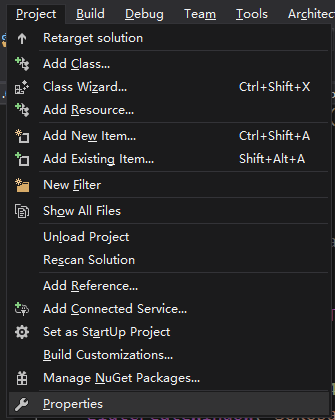 Project Build Debug Team Tools Architec
Retarget solution
Add Class...
Class Wizard... Ctrl+Shift+X
Add Resource...
Add New Item... Ctrl+Shift+A
Add Existing Item... Shift+Alt+A
New Filter
Show All Files
Unload Project
Rescan Solution
Add Reference...
Add Connected Service...
Set as StartUp Project
Build Customizations...
Manage NuGet Packages...
Properties